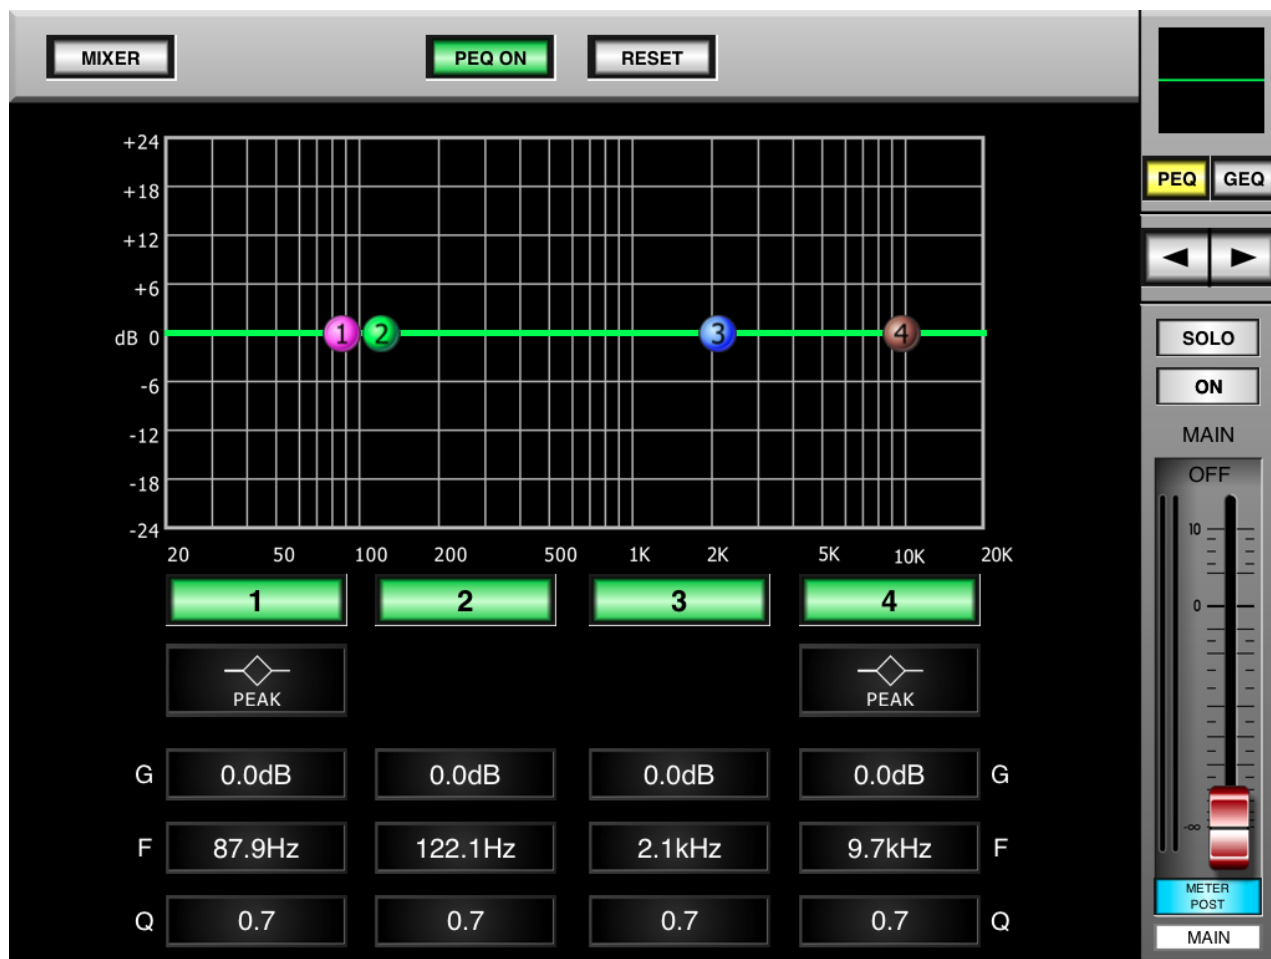 MIXER PEQ ON RESET
PEQ GEQ
+24
+18
+12
+6
dB 0
-6
-12
-18
-24
1 2 3 4
20 50 100 200 500 1K 2K 5K 10K 20K
1 2 3 4
PEAK PEAK
G 0.0dB 0.0dB 0.0dB 0.0dB G
F 87.9Hz 122.1Hz 2.1kHz 9.7kHz F
Q 0.7 0.7 0.7 0.7 Q
SOLO
ON
MAIN
OFF
10
0
-∞
METER
POST
MAIN